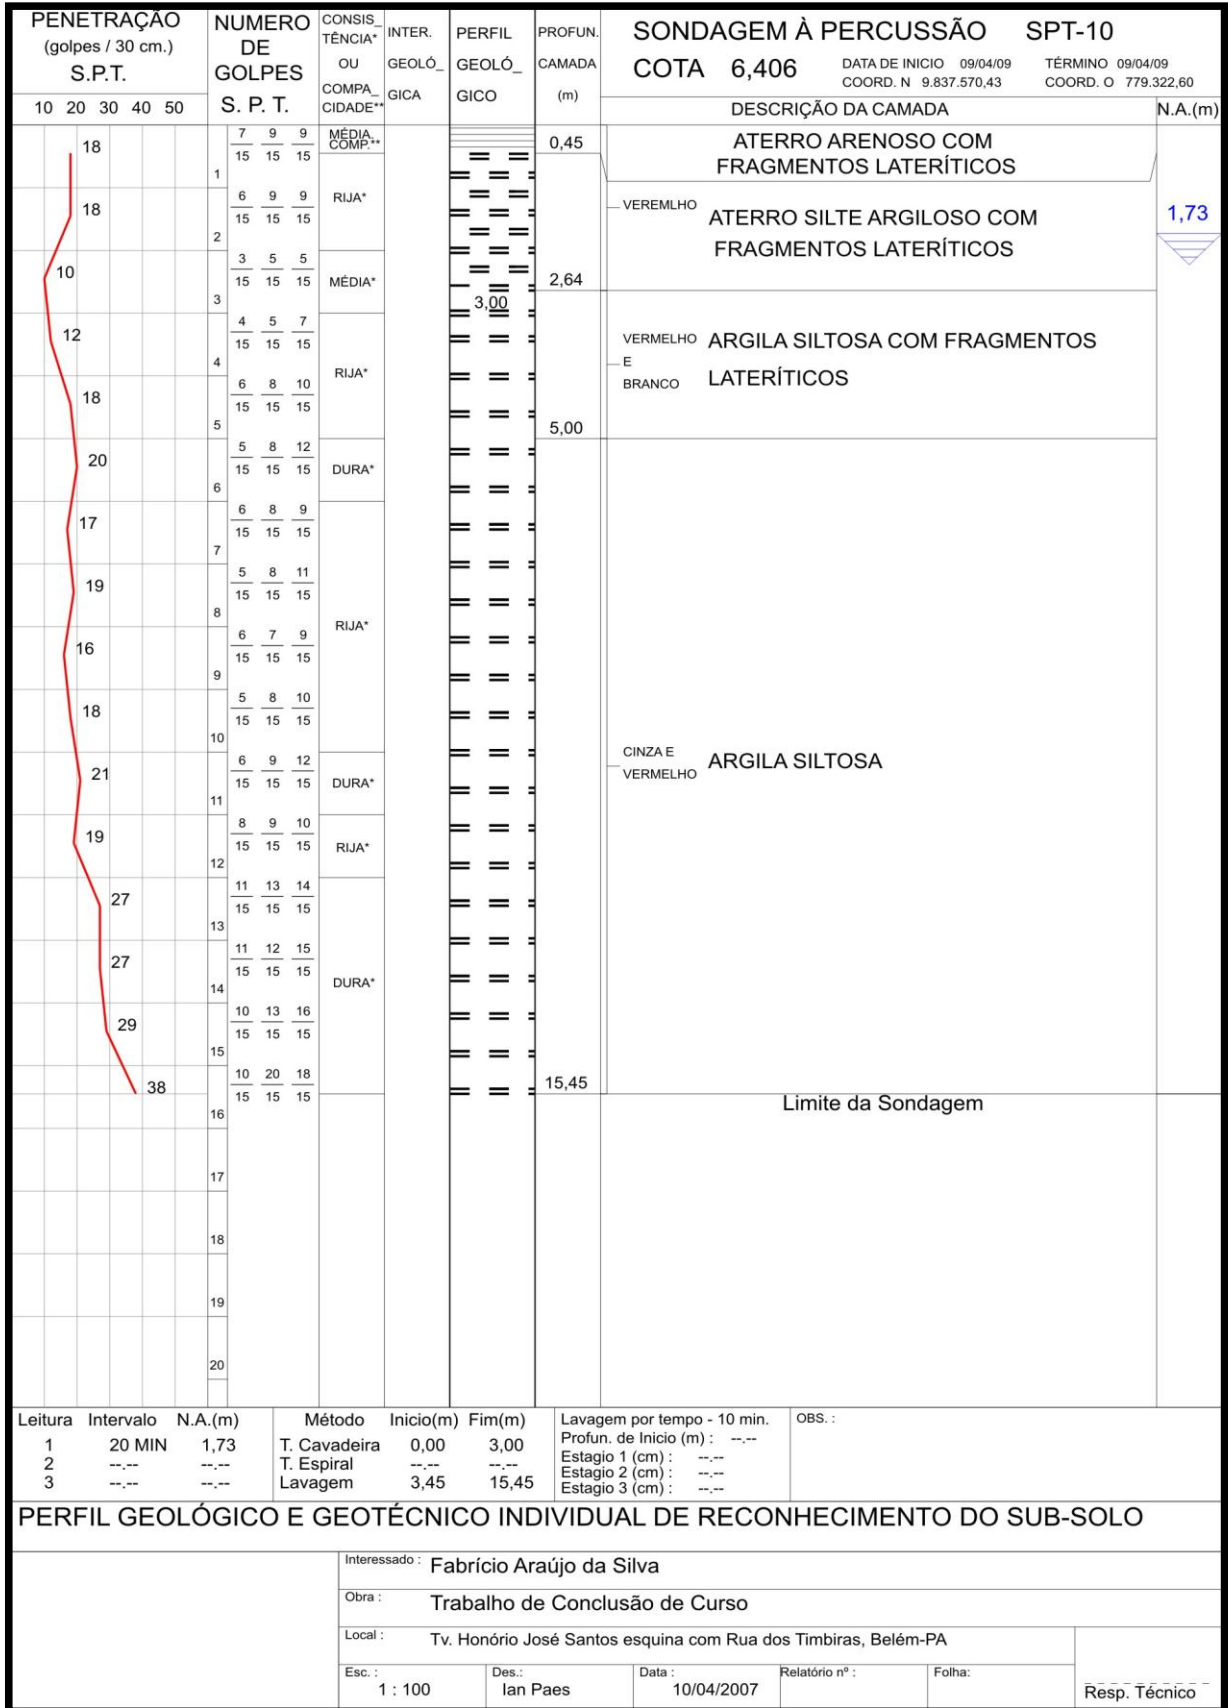 PENETRAÇÃO
(golpes / 30 cm.)
S.P.T.
10 20 30 40 50
NUMERO
DE
GOLPES
S. P. T.
CONSIS_
TÊNCIA*
OU
COMPA_
CIDADE**
INTER.
GEOLÓ_
GICA
PERFIL
GEOLÓ_
GICO
PROFUN.
CAMADA
(m)
SONDAGEM À PERCUSSÃO SPT-10
COTA 6,406
DATA DE INICIO 09/04/09 TÉRMINO 09/04/09
COORD. N 9.837.570,43 COORD. O 779.322,60
DESCRIÇÃO DA CAMADA
N.A.(m)
18
7 9 9
15 15 15
MÉDIA.
COMP.**
0,45
ATERRO ARENOSO COM
FRAGMENTOS LATERÍTICOS
1
18
6 9 9
15 15 15
RIJA*
VEREMLHO
ATERRO SILTE ARGILOSO COM
FRAGMENTOS LATERÍTICOS
1,73
2
10
3 5 5
15 15 15
MÉDIA*
2,64
3
3,00
12
4 5 7
15 15 15
VERMELHO
E
BRANCO
ARGILA SILTOSA COM FRAGMENTOS
LATERÍTICOS
4
RIJA*
18
6 8 10
15 15 15
5
5,00
20
5 8 12
15 15 15
DURA*
6
17
6 8 9
15 15 15
7
19
5 8 11
15 15 15
8
RIJA*
16
6 7 9
15 15 15
9
18
5 8 10
15 15 15
10
21
6 9 12
15 15 15
DURA*
CINZA E
VERMELHO
ARGILA SILTOSA
11
19
8 9 10
15 15 15
RIJA*
12
27
11 13 14
15 15 15
13
27
11 12 15
15 15 15
DURA*
14
29
10 13 16
15 15 15
15
38
10 20 18
15 15 15
15,45
Limite da Sondagem
16
17
18
19
20
Leitura Intervalo N.A.(m)
1 20 MIN 1,73
2 --.-- --.--
3 --.-- --.--
Método Inicio(m) Fim(m)
T. Cavadeira 0,00 3,00
T. Espiral --.-- --.--
Lavagem 3,45 15,45
Lavagem por tempo - 10 min.
Profun. de Inicio (m) : --.--
Estagio 1 (cm) : --.--
Estagio 2 (cm) : --.--
Estagio 3 (cm) : --.--
OBS. :
PERFIL GEOLÓGICO E GEOTÉCNICO INDIVIDUAL DE RECONHECIMENTO DO SUB-SOLO
Interessado : Fabrício Araújo da Silva
Obra : Trabalho de Conclusão de Curso
Local : Tv. Honório José Santos esquina com Rua dos Timbiras, Belém-PA
Esc. : 1 : 100
Des.: Ian Paes
Data : 10/04/2007
Relatório nº :
Folha:
Resp. Técnico